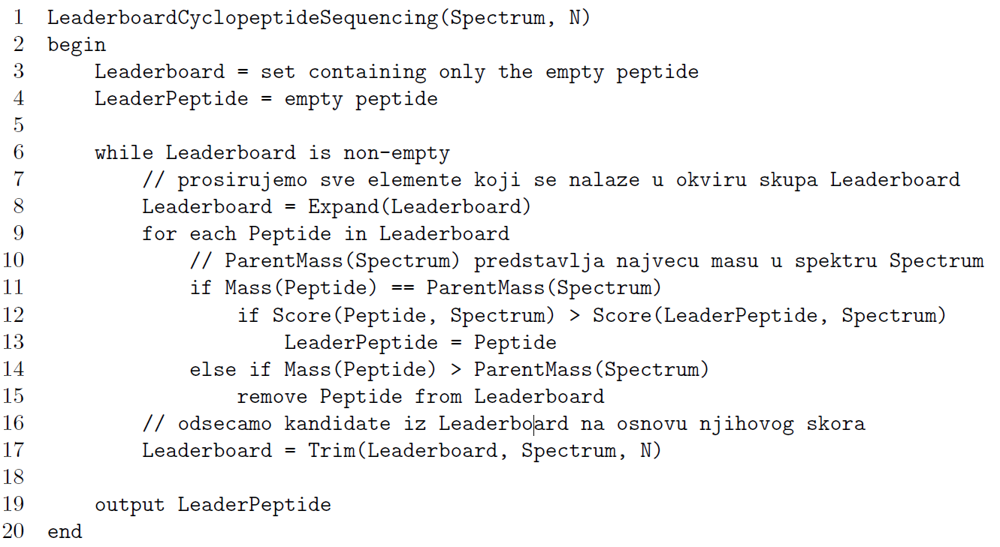 1 LeaderboardCyclopeptideSequencing(Spectrum, N)
2 begin
3 Leaderboard = set containing only the empty peptide
4 LeaderPeptide = empty peptide
5
6 while Leaderboard is non-empty
7 // prosirujemo sve elemente koji se nalaze u okviru skupa Leaderboard
8 Leaderboard = Expand(Leaderboard)
9 for each Peptide in Leaderboard
10 // ParentMass(Spectrum) predstavlja najvecu masu u spektru Spectrum
11 if Mass(Peptide) == ParentMass(Spectrum)
12 if Score(Peptide, Spectrum) > Score(LeaderPeptide, Spectrum)
13 LeaderPeptide = Peptide
14 else if Mass(Peptide) > ParentMass(Spectrum)
15 remove Peptide from Leaderboard
16 // odsecamo kandidate iz Leaderboard na osnovu njihovog skora
17 Leaderboard = Trim(Leaderboard, Spectrum, N)
18
19 output LeaderPeptide
20 end